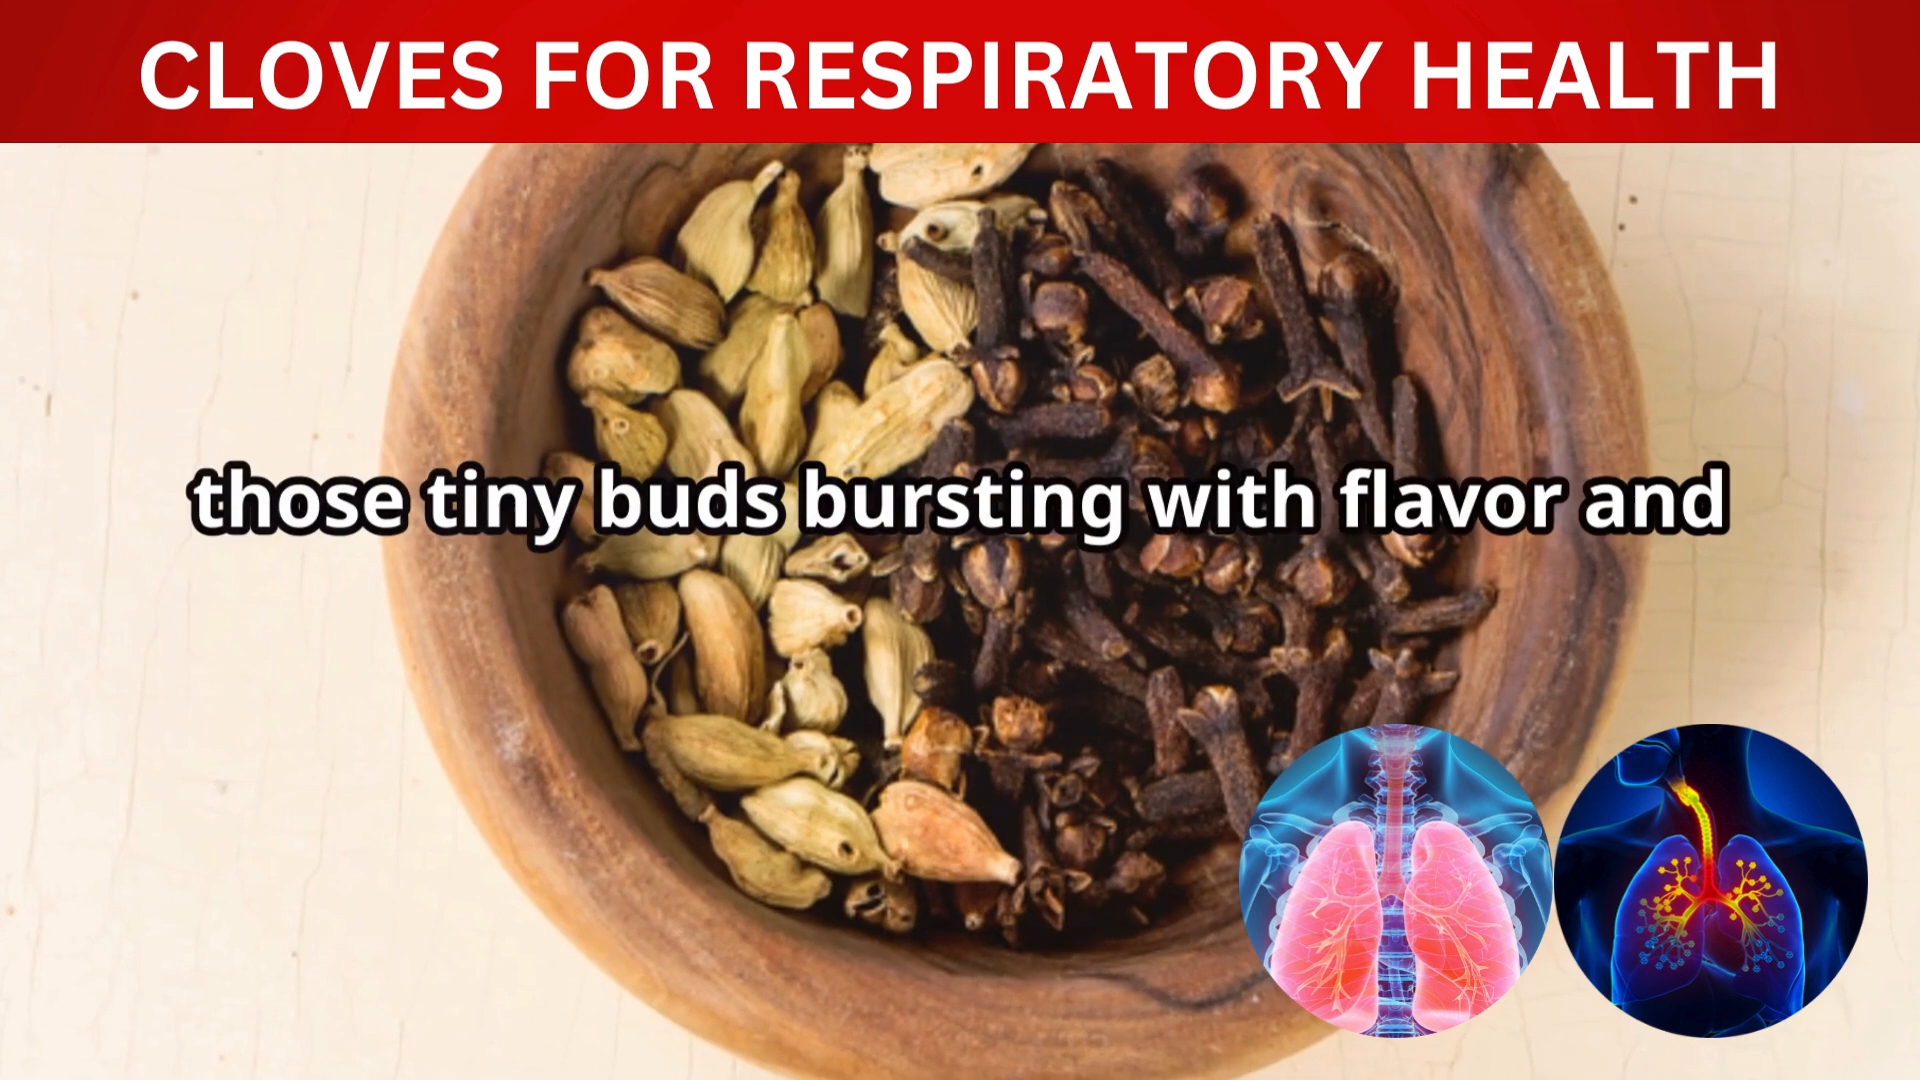 CLOVES FOR RESPIRATORY HEALTH
those tiny buds bursting with flavor and